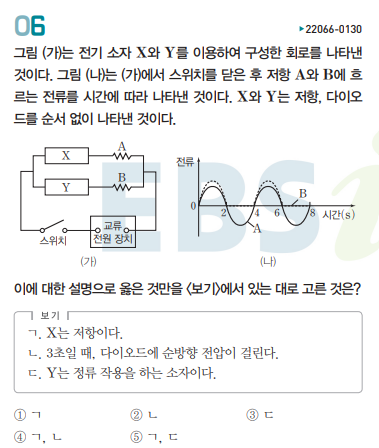 06
▶22066-0130
그림 (가)는 전기 소자 X와 Y를 이용하여 구성한 회로를 나타낸
것이다. 그림 (나)는 (가)에서 스위치를 닫은 후 저항 A와 B에 흐
르는 전류를 시간에 따라 나타낸 것이다. X와 Y는 저항, 다이오
드를 순서 없이 나타낸 것이다.
X
A
Y
B
스위치
교류
전원 장치
(가)
전류
0
2
4
6
8
시간(s)
B
A
(나)
EBSi
이에 대한 설명으로 옳은 것만을 <보기>에서 있는 대로 고른 것은?
보기
ㄱ. X는 저항이다.
ㄴ. 3초일 때, 다이오드에 순방향 전압이 걸린다.
ㄷ. Y는 정류 작용을 하는 소자이다.
① ㄱ ② ㄴ ③ ㄷ
④ ㄱ, ㄴ ⑤ ㄱ, ㄷ